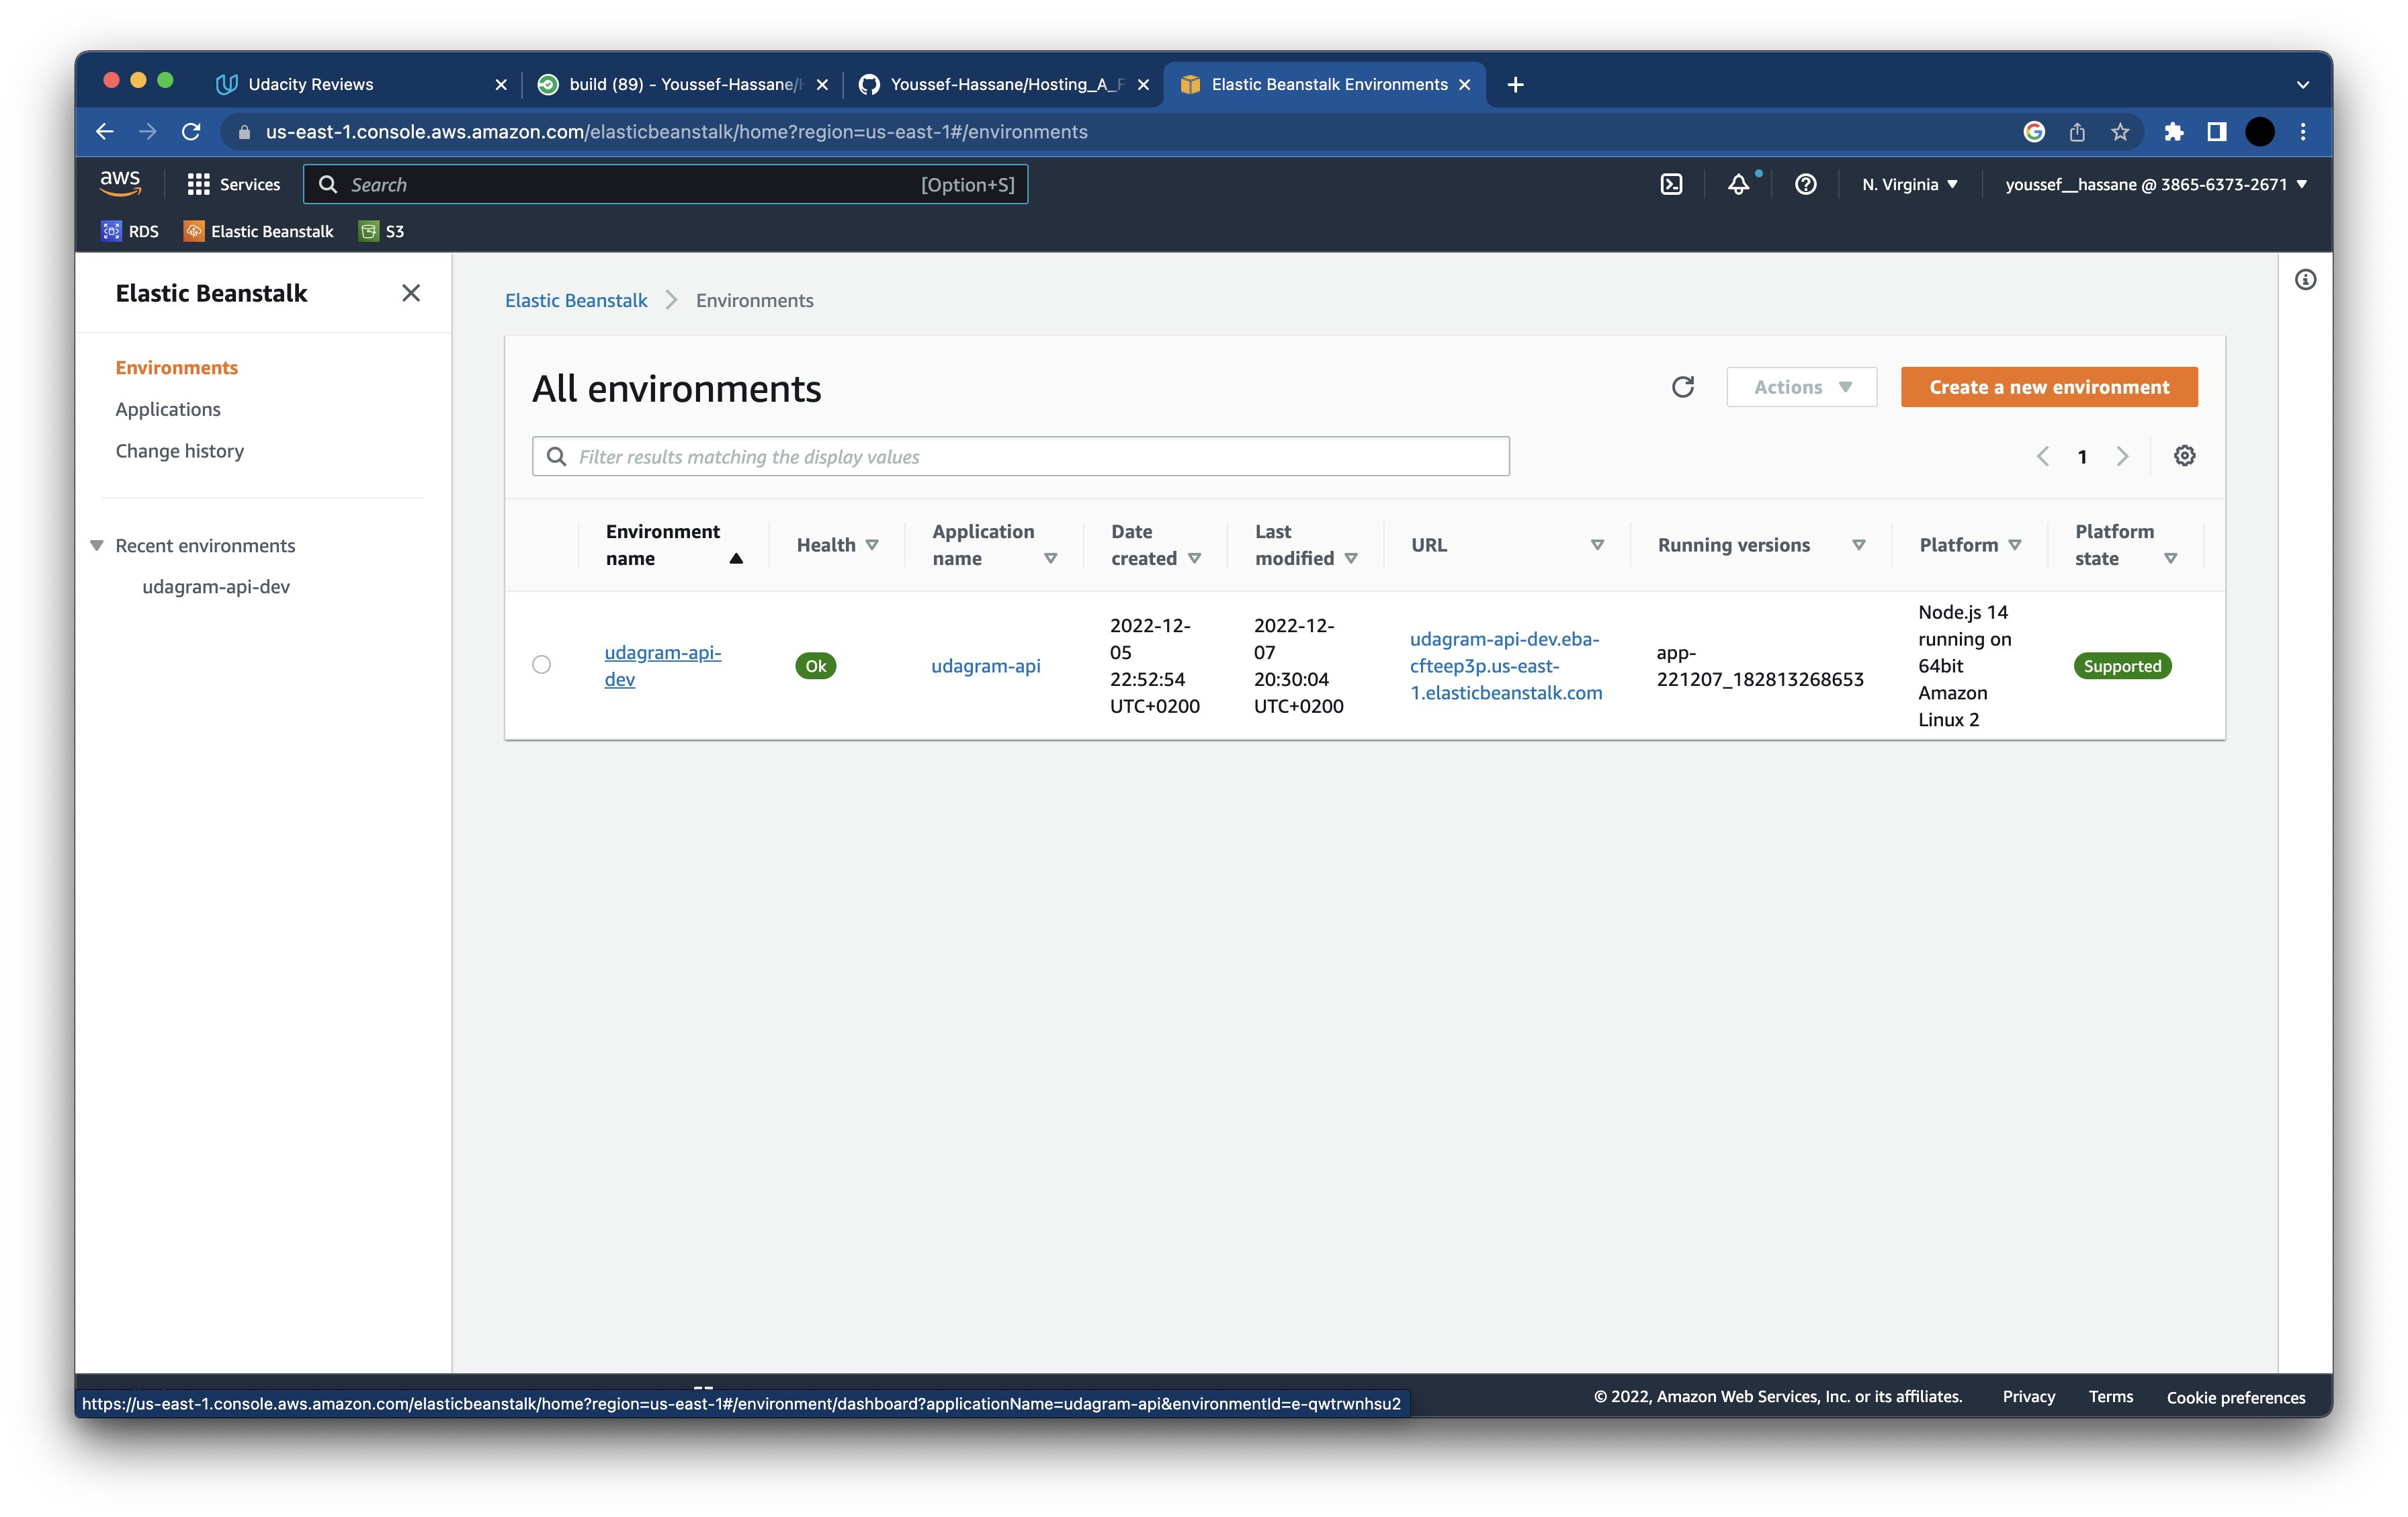 Udacity Reviews
build (89) - Youssef-Hassane/H
Youssef-Hassane/Hosting_A_F
Elastic Beanstalk Environments
us-east-1.console.aws.amazon.com/elasticbeanstalk/home?region=us-east-1#/environments
aws
Services
Search
[Option+S]
N. Virginia
youssef__hassane @ 3865-6373-2671
RDS
Elastic Beanstalk
S3
Elastic Beanstalk
Environments
Applications
Change history
Recent environments
udagram-api-dev
Elastic Beanstalk
Environments
All environments
Actions
Create a new environment
Filter results matching the display values
1
Environment
name
Health
Application
name
Date
created
Last
modified
URL
Running versions
Platform
Platform
state
udagram-api-
dev
Ok
udagram-api
2022-12-
05
22:52:54
UTC+0200
2022-12-
07
20:30:04
UTC+0200
udagram-api-dev.eba-
cfteep3p.us-east-
1.elasticbeanstalk.com
app-
221207_182813268653
Node.js 14
running on
64bit
Amazon
Linux 2
Supported
https://us-east-1.console.aws.amazon.com/elasticbeanstalk/home?region=us-east-1#/environment/dashboard?applicationName=udagram-api&environmentId=e-qwtrwnhsu2
© 2022, Amazon Web Services, Inc. or its affiliates.
Privacy
Terms
Cookie preferences